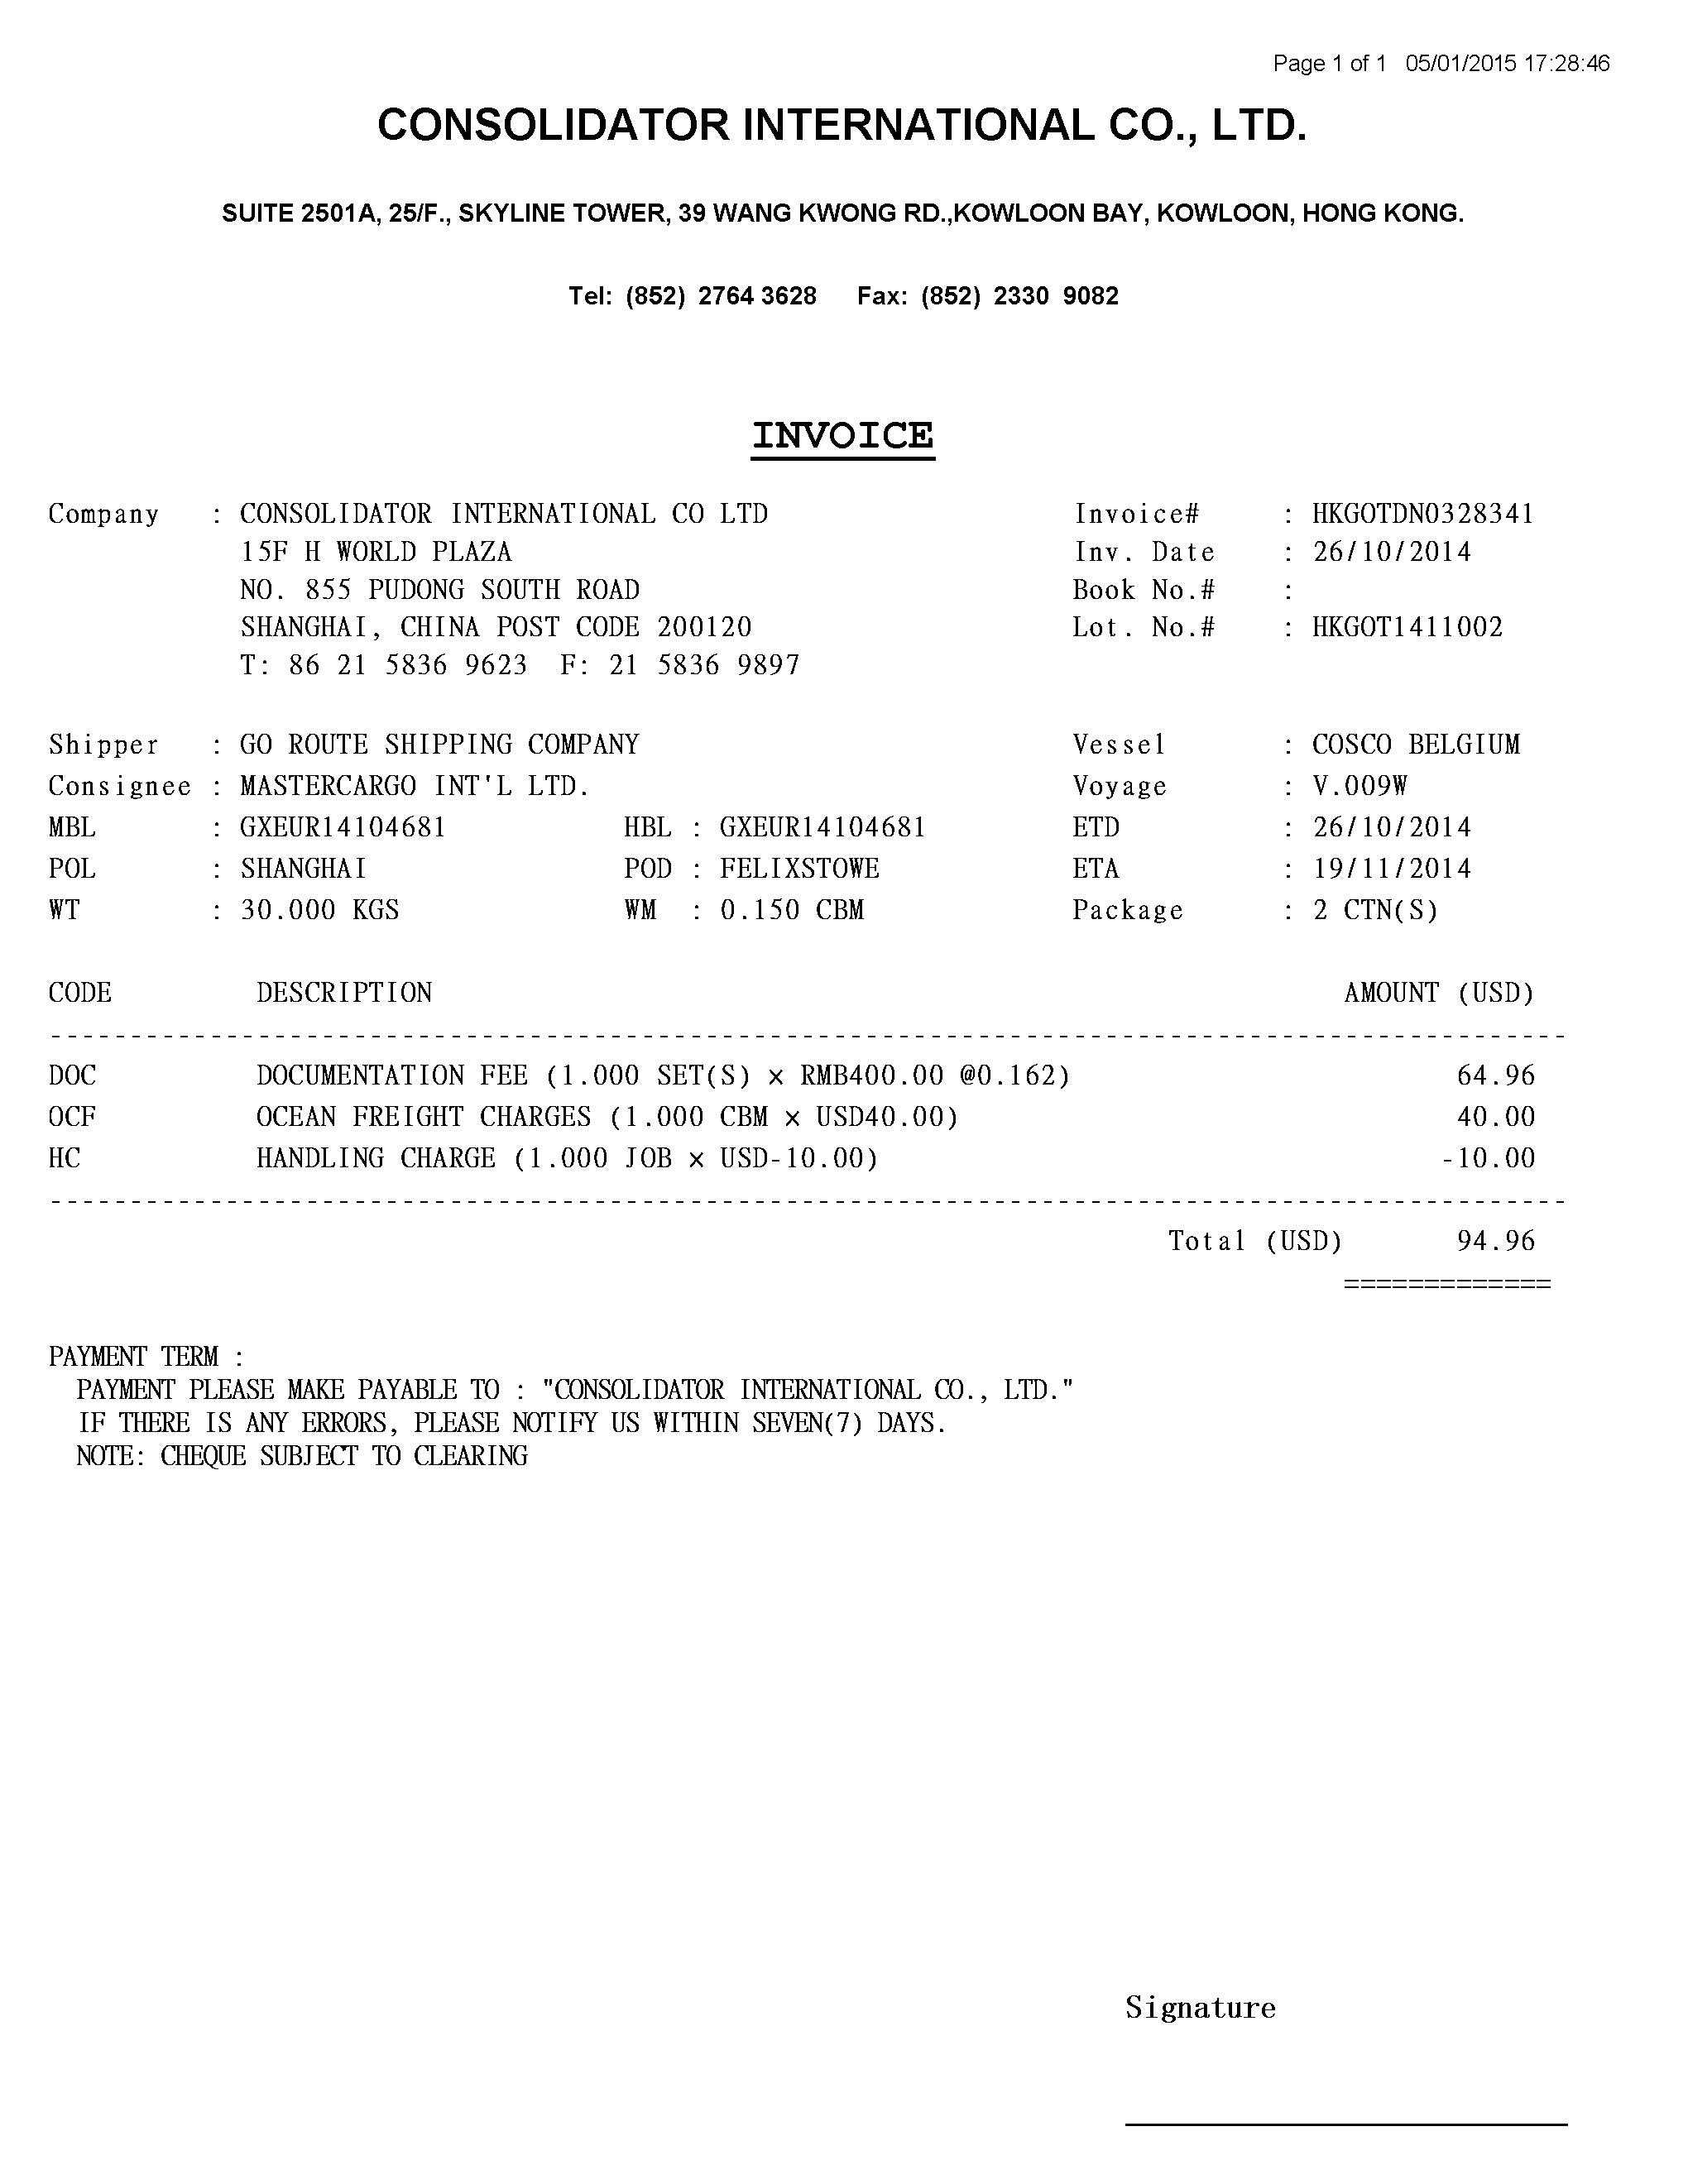 Page 1 of 1 05/01/2015 17:28:46
CONSOLIDATOR INTERNATIONAL CO., LTD.
SUITE 2501A, 25/F., SKYLINE TOWER, 39 WANG KWONG RD.,KOWLOON BAY, KOWLOON, HONG KONG.
Tel: (852) 2764 3628 Fax: (852) 2330 9082
INVOICE
Company : CONSOLIDATOR INTERNATIONAL CO LTD Invoice# : HKGOTDN0328341
15F H WORLD PLAZA Inv. Date : 26/10/2014
NO. 855 PUDONG SOUTH ROAD Book No.# :
SHANGHAI, CHINA POST CODE 200120 Lot. No.# : HKGOT1411002
T: 86 21 5836 9623 F: 21 5836 9897
Shipper : GO ROUTE SHIPPING COMPANY Vessel : COSCO BELGIUM
Consignee : MASTERCARGO INT'L LTD. Voyage : V.009W
MBL : GXEUR14104681 HBL : GXEUR14104681 ETD : 26/10/2014
POL : SHANGHAI POD : FELIXSTOWE ETA : 19/11/2014
WT : 30.000 KGS WM : 0.150 CBM Package : 2 CTN(S)
CODE DESCRIPTION AMOUNT (USD)
DOC DOCUMENTATION FEE (1.000 SET(S) × RMB400.00 @0.162) 64.96
OCF OCEAN FREIGHT CHARGES (1.000 CBM × USD40.00) 40.00
HC HANDLING CHARGE (1.000 JOB × USD-10.00) -10.00
Total (USD) 94.96
=============
PAYMENT TERM :
PAYMENT PLEASE MAKE PAYABLE TO : "CONSOLIDATOR INTERNATIONAL CO., LTD."
IF THERE IS ANY ERRORS, PLEASE NOTIFY US WITHIN SEVEN(7) DAYS.
NOTE: CHEQUE SUBJECT TO CLEARING
Signature